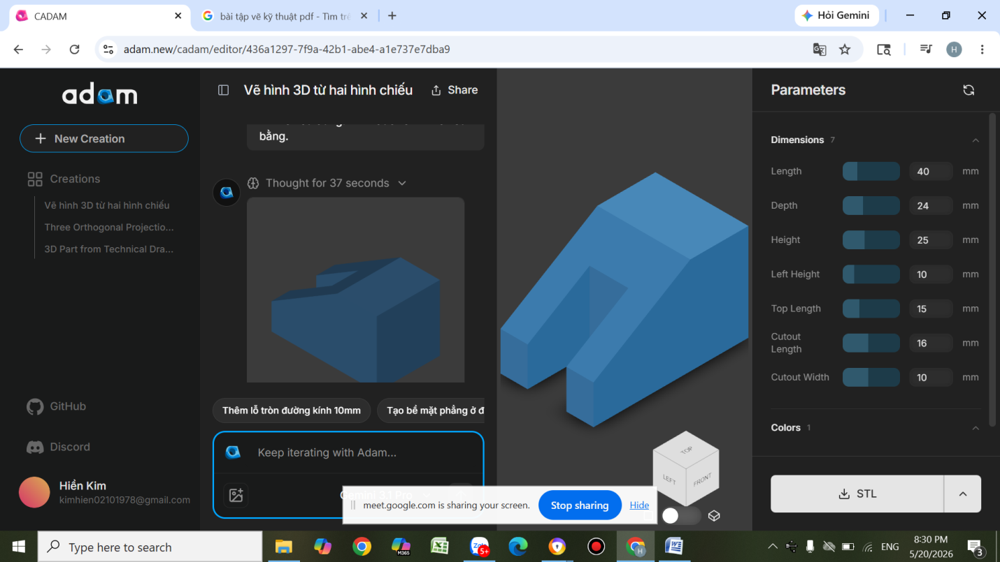 CADAM
bài tập vẽ kỹ thuật pdf - Tìm trê
Hỏi Gemini
adam.new/cadam/editor/436a1297-7f9a-42b1-abe4-a1e737e7dba9
H
adam
New Creation
Creations
Vẽ hình 3D từ hai hình chiếu
Three Orthogonal Projectio...
3D Part from Technical Dra...
GitHub
Discord
Hiền Kim
kimhien02101978@gmail.com
Vẽ hình 3D từ hai hình chiếu
Share
bằng.
Thought for 37 seconds
Thêm lỗ tròn đường kính 10mm
Tạo bề mặt phẳng ở đ
Keep iterating with Adam...
Gemini 3.1 Pro
TOP
LEFT
FRONT
Parameters
Dimensions 7
Length 40 mm
Depth 24 mm
Height 25 mm
Left Height 10 mm
Top Length 15 mm
Cutout Length 16 mm
Cutout Width 10 mm
Colors 1
STL
meet.google.com is sharing your screen.
Stop sharing
Hide
Type here to search
M365
Zalo
5+
H
ENG
8:30 PM
5/20/2026
3